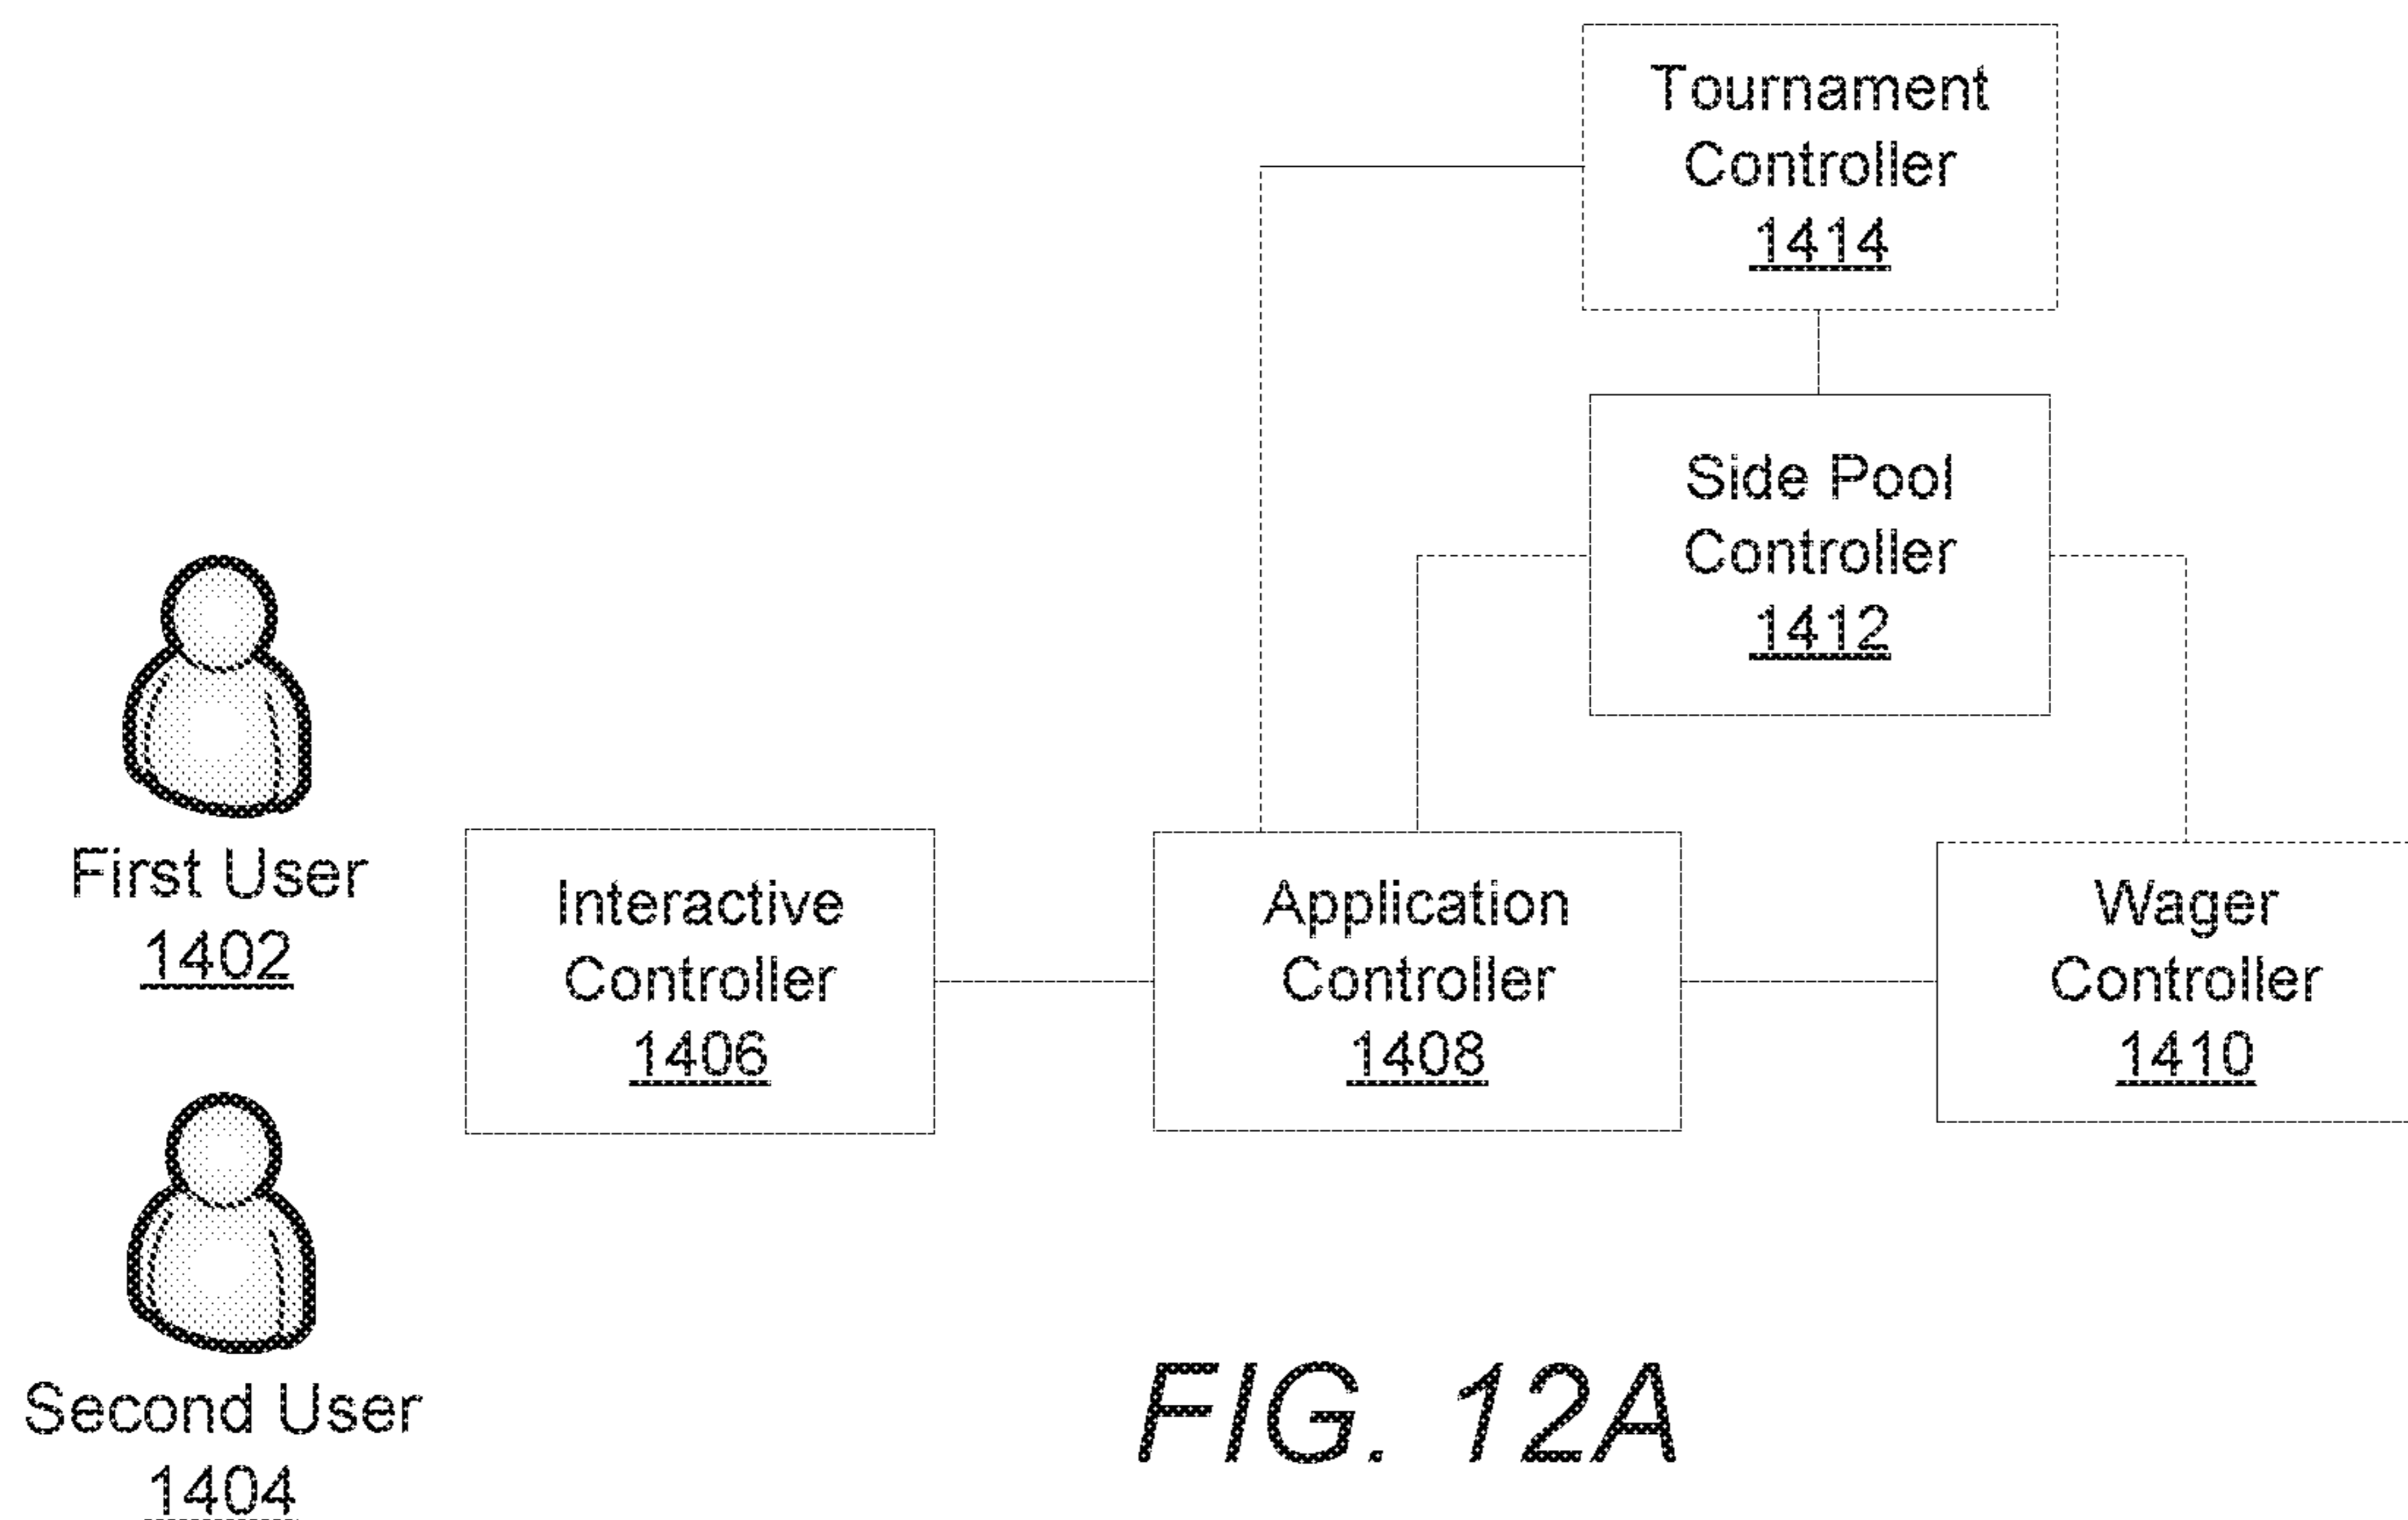 Tournament
Controller
1414
Side Pool
Controller
1412
First User
1402
Interactive
Controller
1406
Application
Controller
1408
Wager
Controller
1410
Second User
1404
FIG. 12A